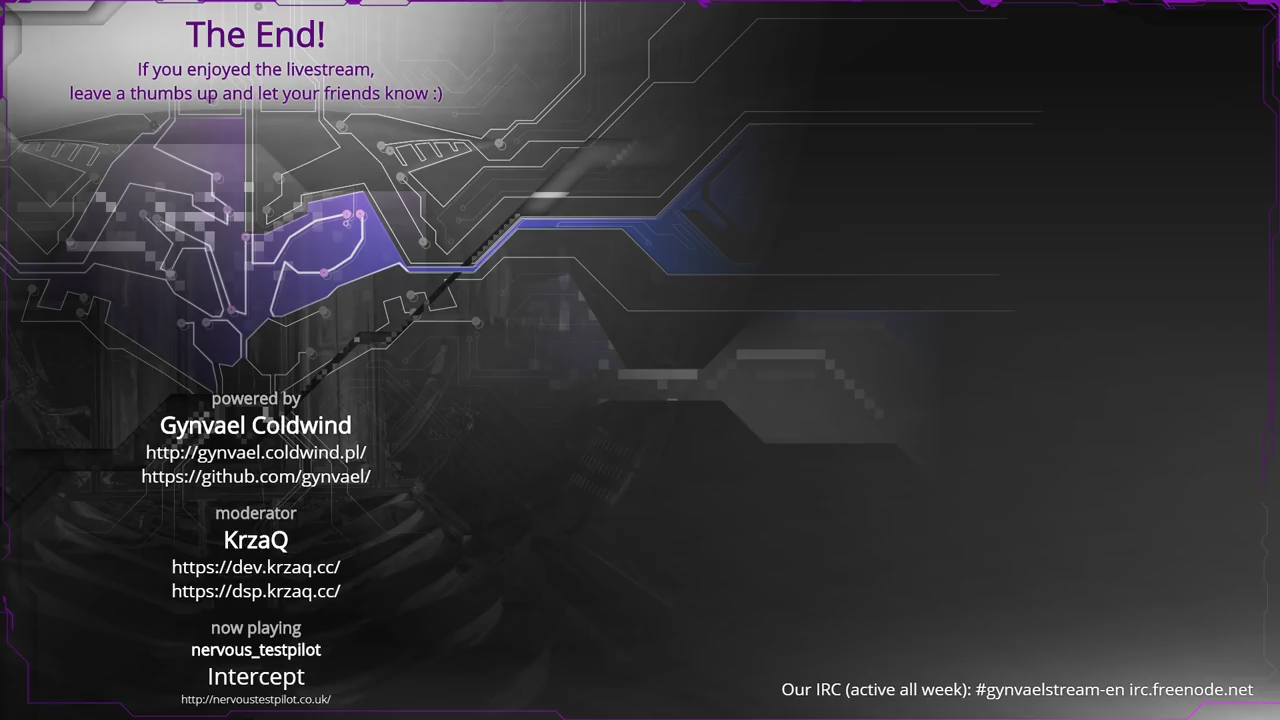 The End!
If you enjoyed the livestream,
leave a thumbs up and let your friends know :)
powered by
Gynvael Coldwind
http://gynvael.coldwind.pl/
https://github.com/gynvael/
moderator
KrzaQ
https://dev.krzaq.cc/
https://dsp.krzaq.cc/
now playing
nervous_testpilot
Intercept
http://nervoustestpilot.co.uk/
Our IRC (active all week): #gynvaelstream-en irc.freenode.net